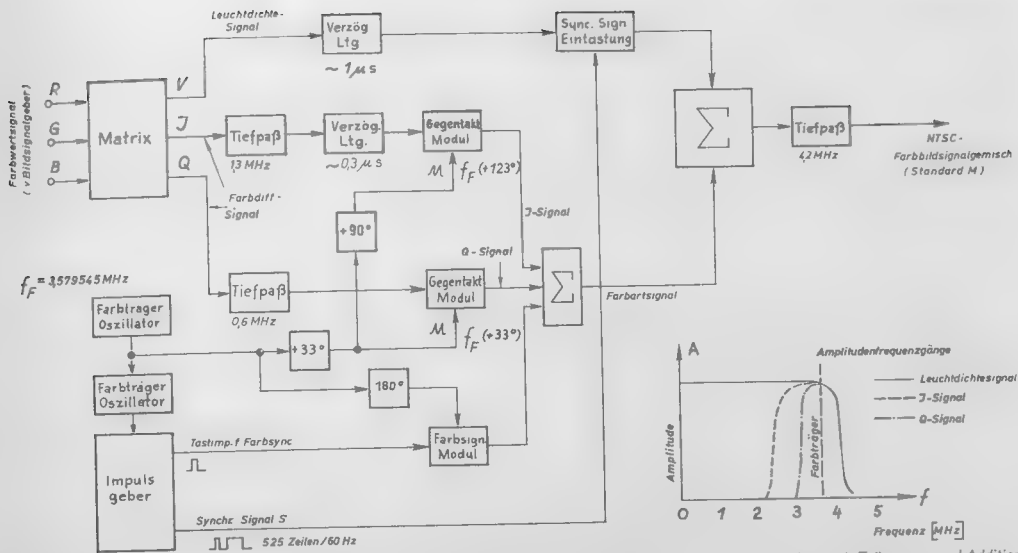 Leuchtdichte-
Signal
Verzög
Ltg
~ 1 µs
Sync. Sign
Eintastung
Farbwertsignal
(v Bildsignalgeber)
R
G
B
Matrix
V
J
Q
Tiefpaß
1,3 MHz
Verzög.
Ltg.
~0,3 µs
Gegentakt
Modul
Σ
Tiefpaß
4,2 MHz
NTSC-
Farbbildsignalgemisch
(Standard M)
Farbdiff-
Signal
M
fF (+123°)
+90°
J-Signal
Q-Signal
fF = 3,579545 MHz
Tiefpaß
0,6 MHz
Gegentakt
Modul
Σ
Farbartsignal
M
fF (+33°)
Farbträger
Oszillator
+33°
Farbträger
Oszillator
180°
Tastimp. f Farbsync
Farbsign.
Modul
Impuls
geber
Synchr. Signal S
525 Zeilen/60 Hz
A
Amplitudenfrequenzgänge
Leuchtdichtesignal
J-Signal
Q-Signal
Amplitude
Farbträger
0 1 2 3 4 5
f
Frequenz [MHz]